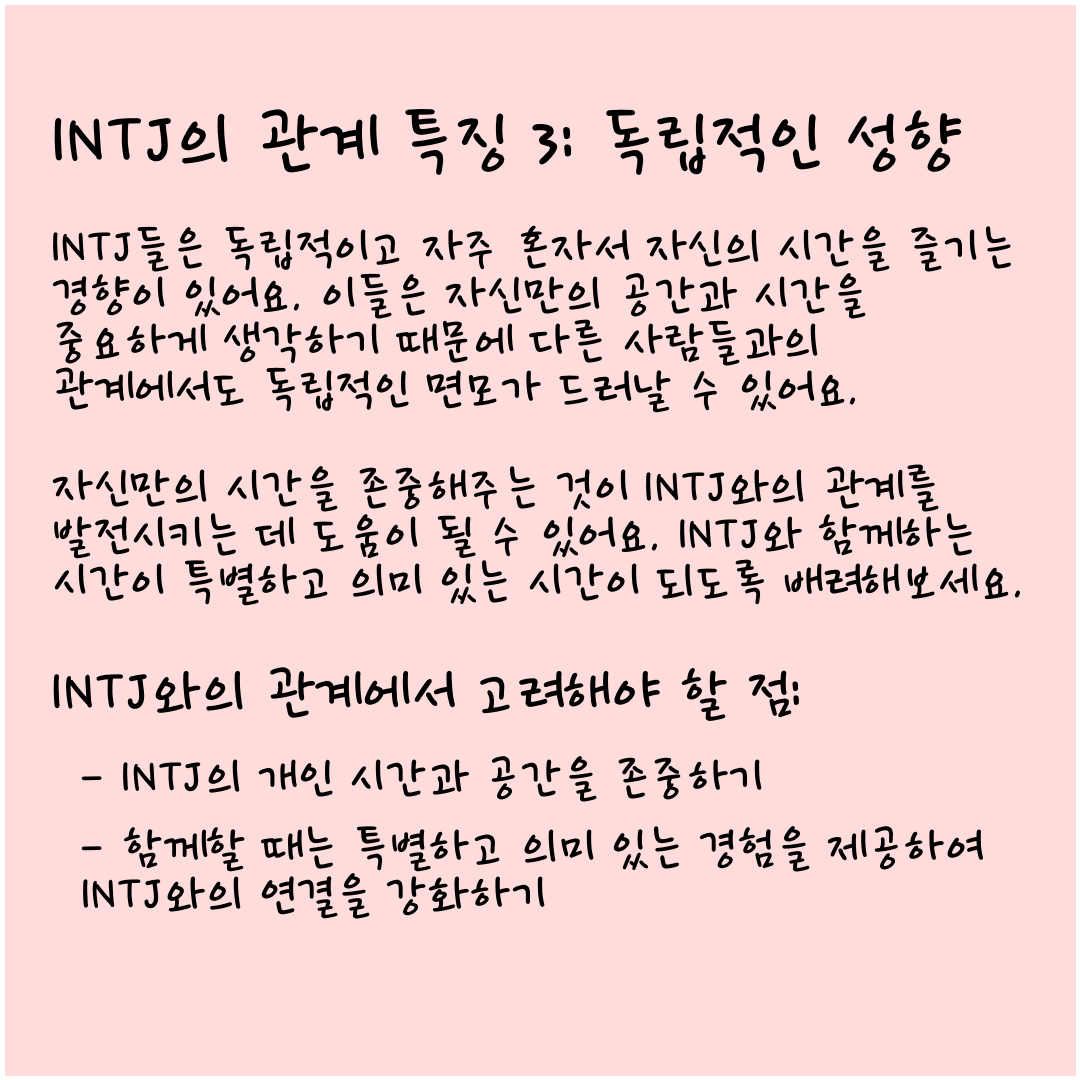 INTJ의 관계 특징 3: 독립적인 성향
INTJ들은 독립적이고 자주 혼자서 자신의 시간을 즐기는
경향이 있어요. 이들은 자신만의 공간과 시간을
중요하게 생각하기 때문에 다른 사람들과의
관계에서도 독립적인 면모가 드러날 수 있어요.
자신만의 시간을 존중해주는 것이 INTJ와의 관계를
발전시키는 데 도움이 될 수 있어요. INTJ와 함께하는
시간이 특별하고 의미 있는 시간이 되도록 배려해보세요.
INTJ와의 관계에서 고려해야 할 점:
- INTJ의 개인 시간과 공간을 존중하기
- 함께할 때는 특별하고 의미 있는 경험을 제공하여
INTJ와의 연결을 강화하기